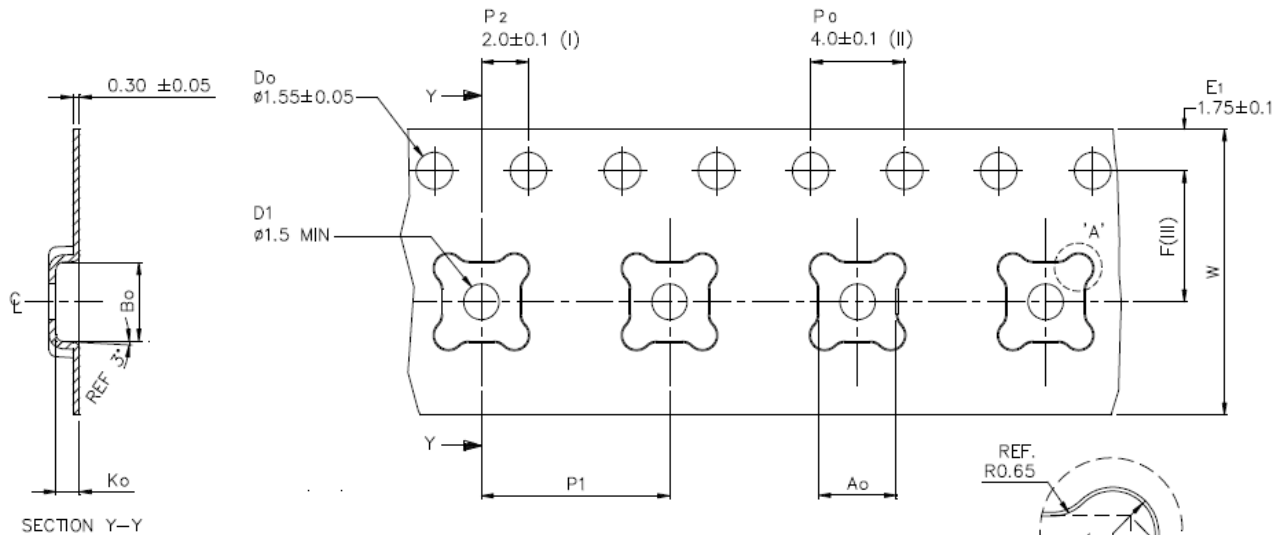 P2
2.0±0.1 (I)
Po
4.0±0.1 (II)
0.30 ±0.05
Do
ø1.55±0.05
Y
E1
1.75±0.1
D1
ø1.5 MIN
'A'
F(III)
W
Bo
REF 3°
Y
REF.
R0.65
Ko
P1
Ao
SECTION Y-Y